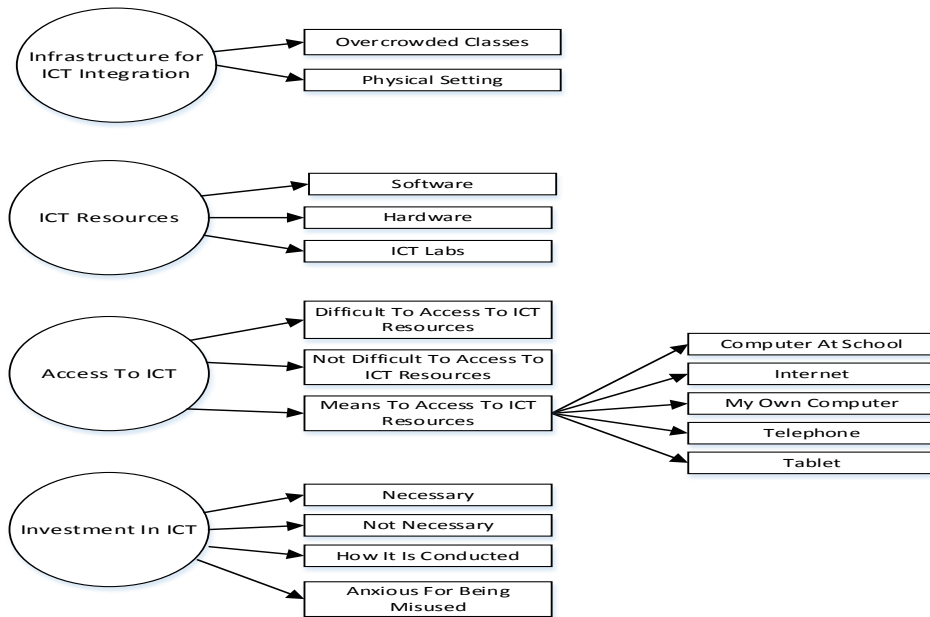 Infrastructure for
ICT Integration
Overcrowded Classes
Physical Setting
ICT Resources
Software
Hardware
ICT Labs
Access To ICT
Difficult To Access To ICT
Resources
Not Difficult To Access To
ICT Resources
Means To Access To ICT
Resources
Computer At School
Internet
My Own Computer
Telephone
Tablet
Investment In ICT
Necessary
Not Necessary
How It Is Conducted
Anxious For Being
Misused